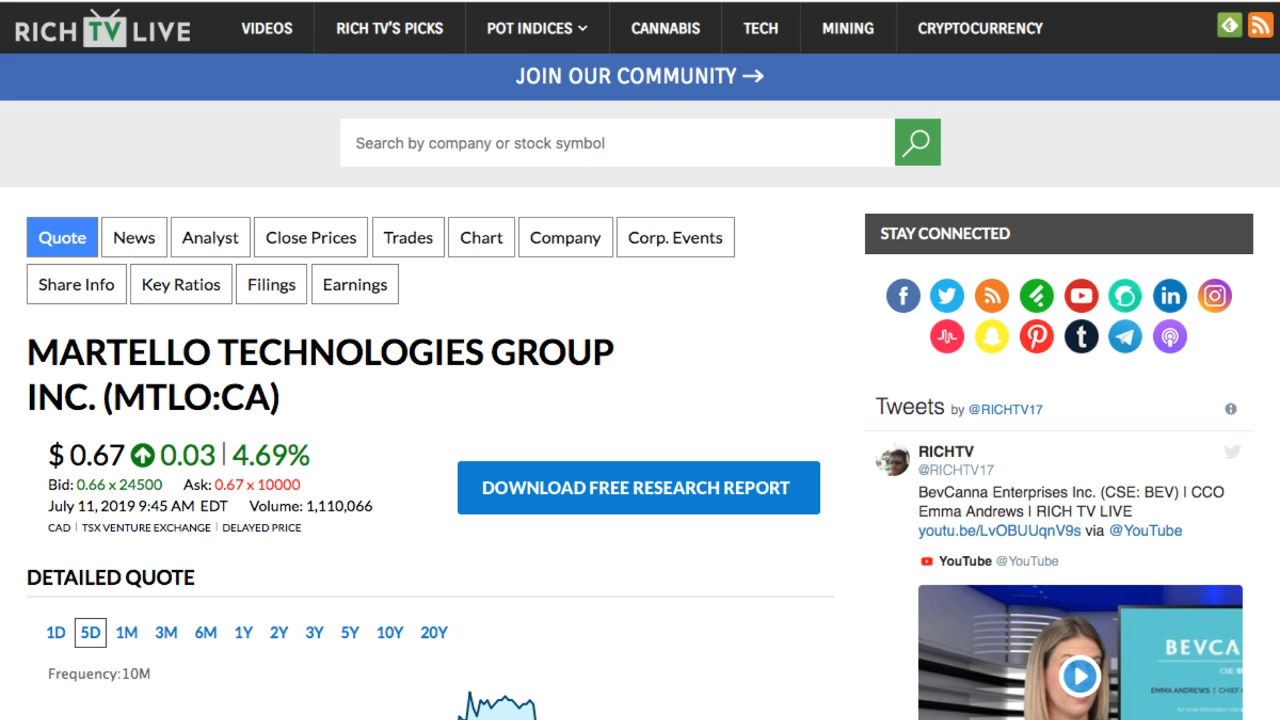 RICH TV LIVE
VIDEOS
RICH TV'S PICKS
POT INDICES
CANNABIS
TECH
MINING
CRYPTOCURRENCY
JOIN OUR COMMUNITY →
Search by company or stock symbol
Quote
News
Analyst
Close Prices
Trades
Chart
Company
Corp. Events
Share Info
Key Ratios
Filings
Earnings
MARTELLO TECHNOLOGIES GROUP
INC. (MTLO:CA)
$ 0.67 0.03 | 4.69%
Bid: 0.66 x 24500 Ask: 0.67 x 10000
July 11, 2019 9:45 AM EDT Volume: 1,110,066
CAD | TSX VENTURE EXCHANGE | DELAYED PRICE
DOWNLOAD FREE RESEARCH REPORT
DETAILED QUOTE
1D 5D 1M 3M 6M 1Y 2Y 3Y 5Y 10Y 20Y
Frequency:10M
STAY CONNECTED
Tweets by @RICHTV17
RICHTV
@RICHTV17
BevCanna Enterprises Inc. (CSE: BEV) | CCO
Emma Andrews | RICH TV LIVE
youtu.be/LvOBUUqnV9s via @YouTube
YouTube @YouTube
BEVCA
CSE: B
EMMA ANDREWS | CHIEF